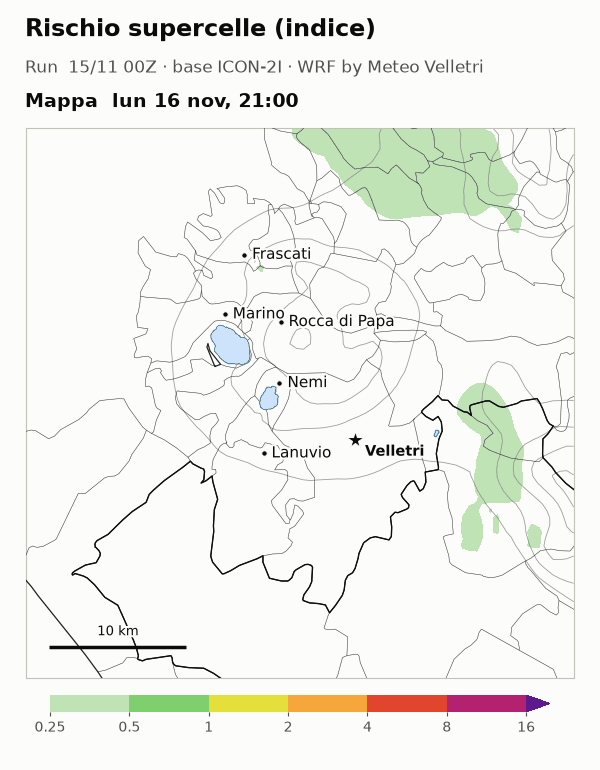 Rischio supercelle (indice)
Run  15/11 00Z · base ICON-2I · WRF by Meteo Velletri
Mappa  lun 16 nov, 21:00
Frascati
Marino
Rocca di Papa
Nemi
Velletri
Lanuvio
10 km
0.25 0.5 1 2 4 8 16